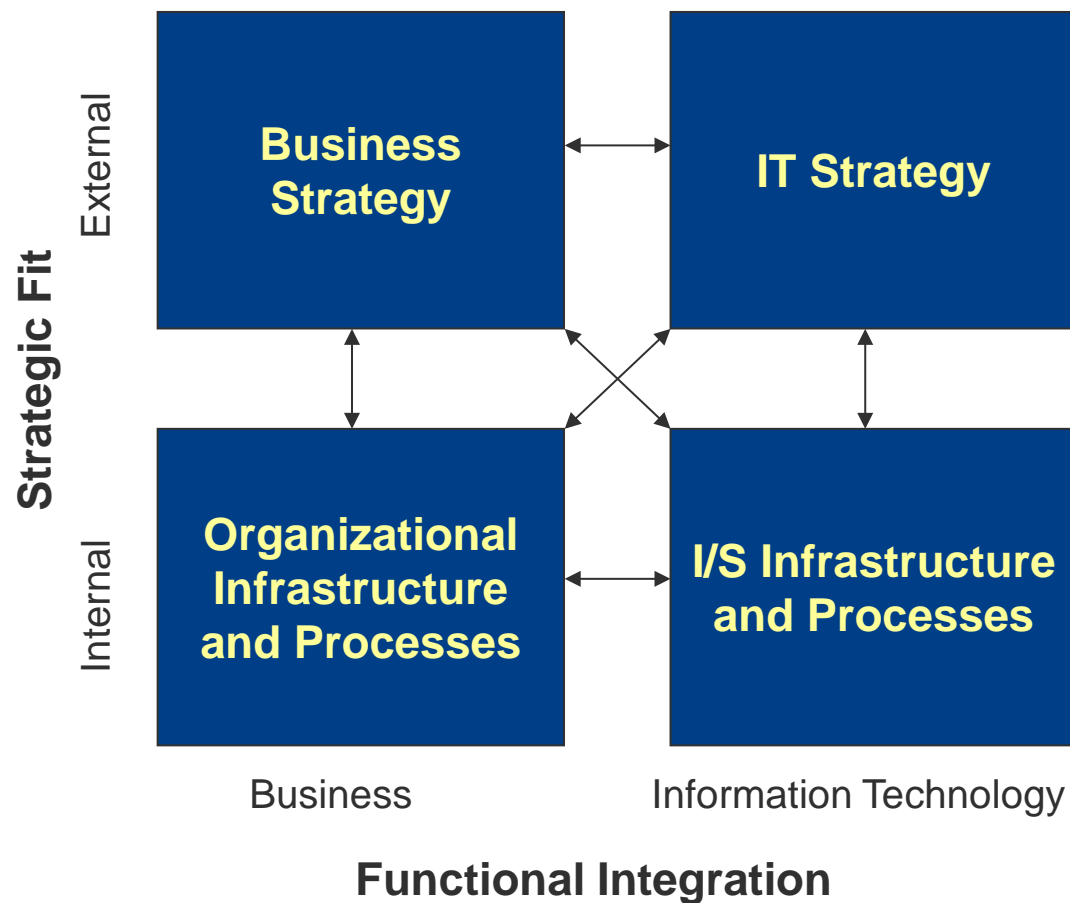 External
Business
Strategy
IT Strategy
Strategic Fit
Internal
Organizational
Infrastructure
and Processes
I/S Infrastructure
and Processes
Business
Information Technology
Functional Integration